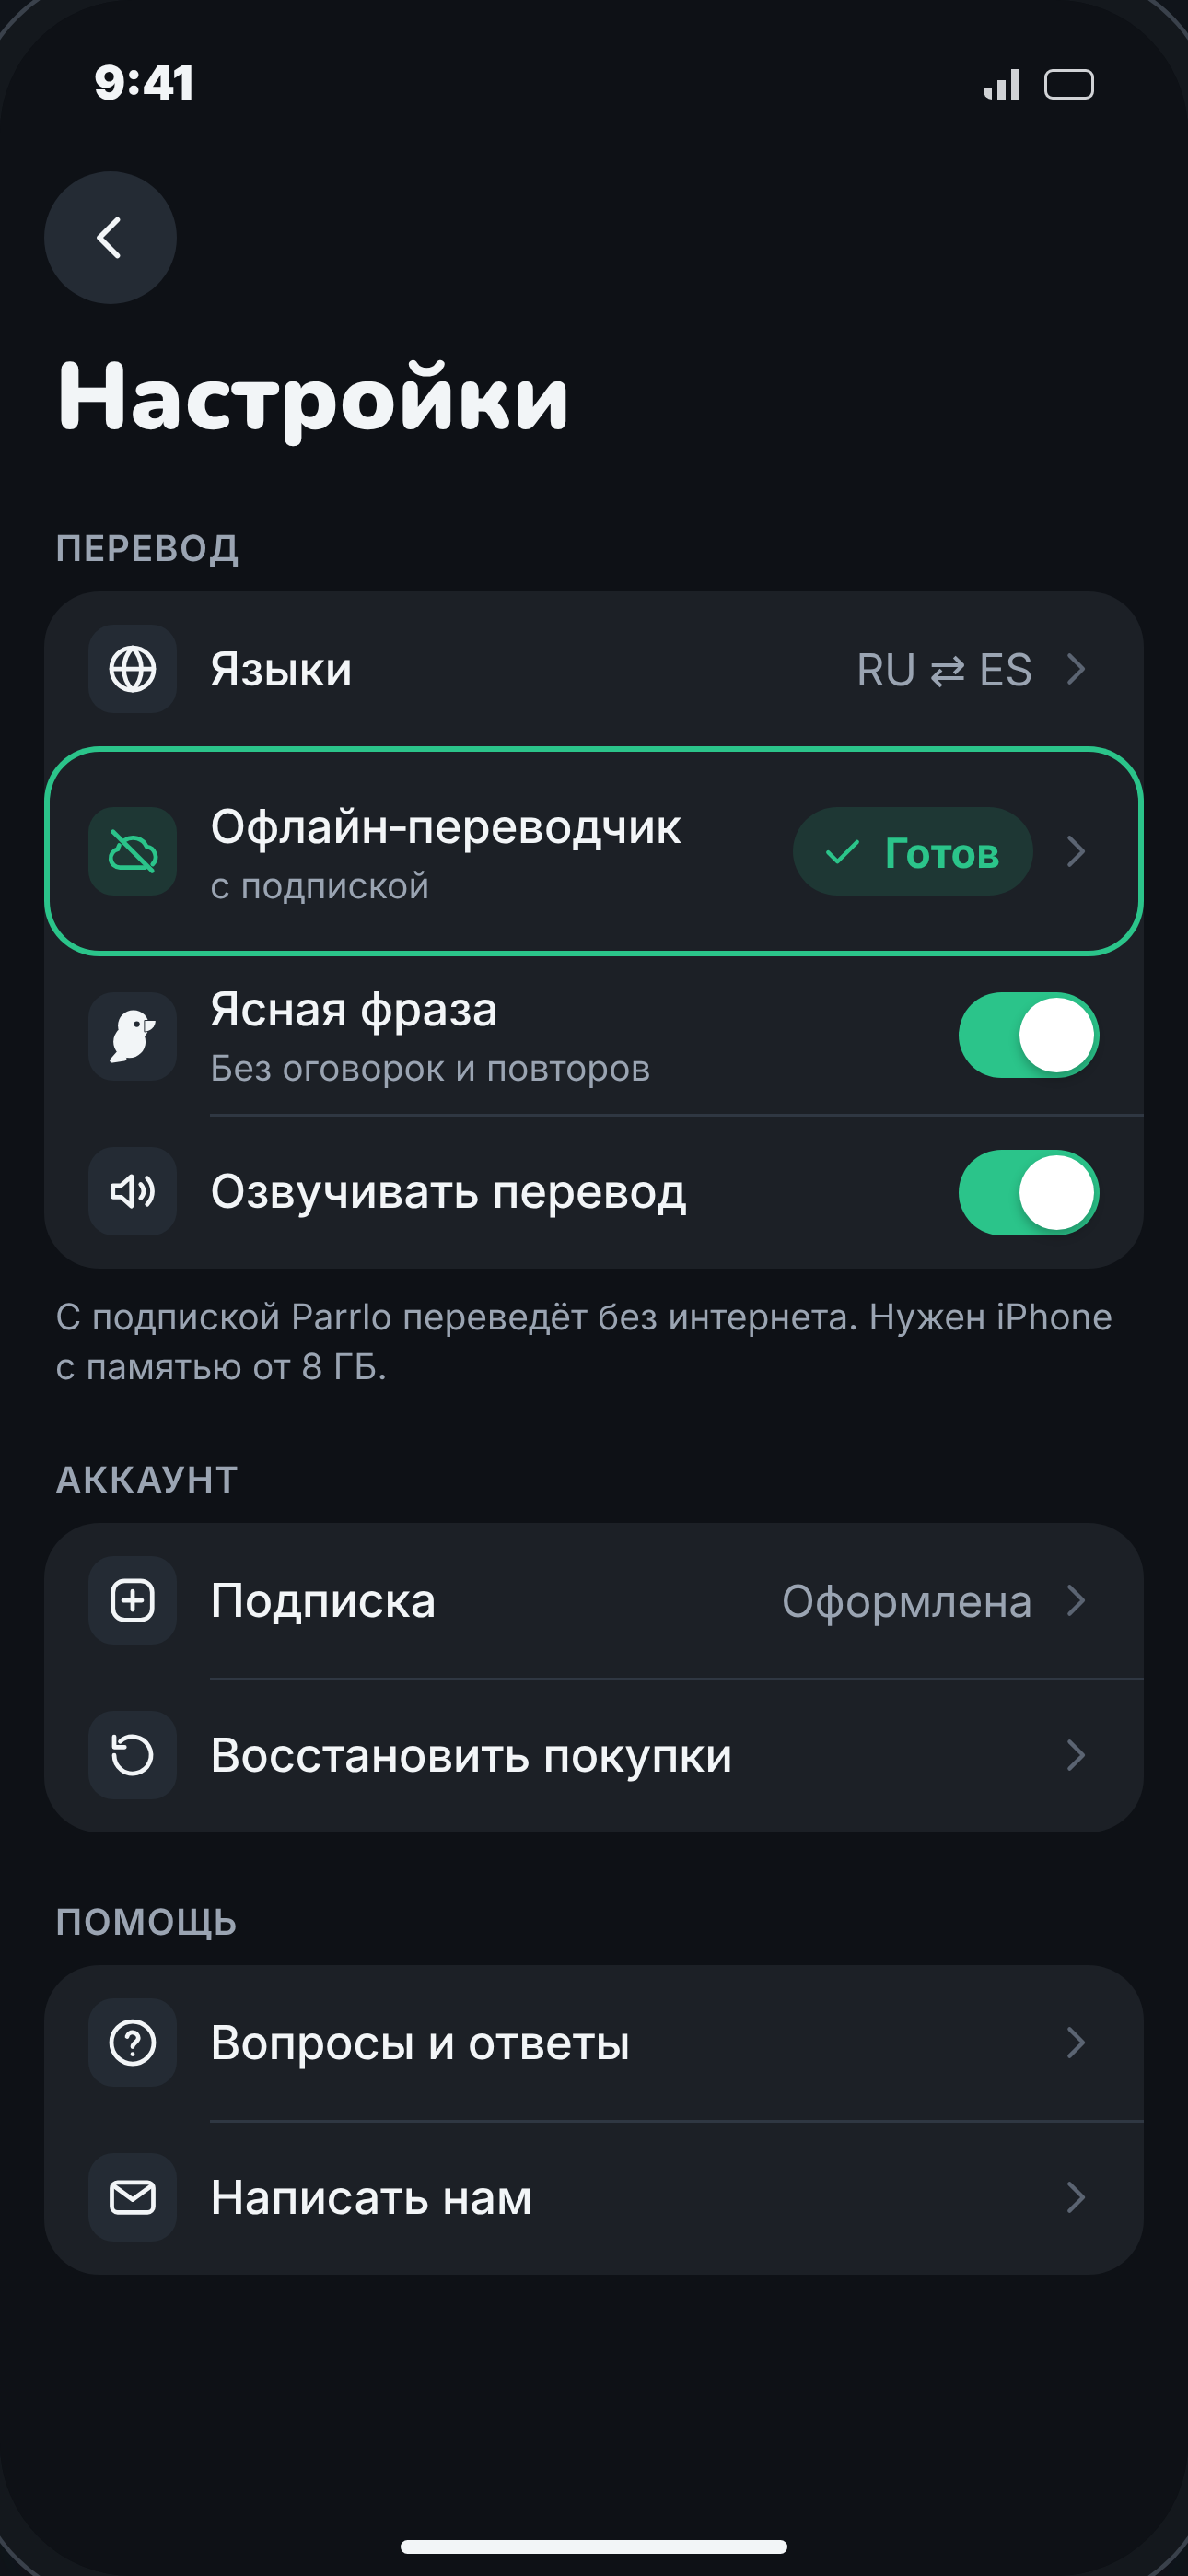 9:41
Настройки
ПЕРЕВОД
Языки RU ⇄ ES
Офлайн-переводчик
с подпиской
Готов
Ясная фраза
Без оговорок и повторов
Озвучивать перевод
С подпиской Parrlo переведёт без интернета. Нужен iPhone
с памятью от 8 ГБ.
АККАУНТ
Подписка Оформлена
Восстановить покупки
ПОМОЩЬ
Вопросы и ответы
Написать нам